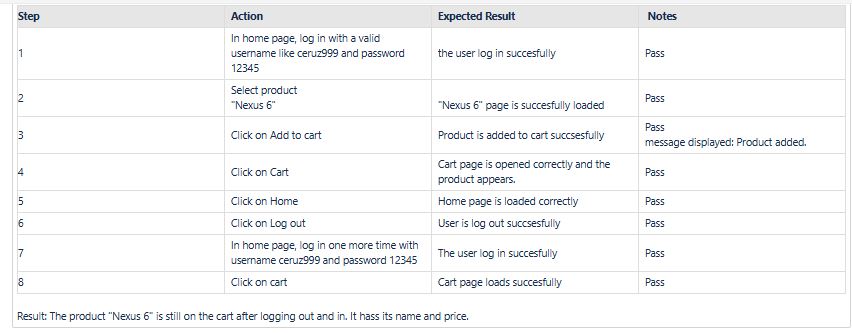 Step Action Expected Result Notes
1 In home page, log in with a valid username like ceruz999 and password 12345 the user log in succesfully Pass
2 Select product "Nexus 6" "Nexus 6" page is succesfully loaded Pass
3 Click on Add to cart Product is added to cart succsesfully Pass message displayed: Product added.
4 Click on Cart Cart page is opened correctly and the product appears. Pass
5 Click on Home Home page is loaded correctly Pass
6 Click on Log out User is log out succsesfully Pass
7 In home page, log in one more time with username ceruz999 and password 12345 The user log in succesfully Pass
8 Click on cart Cart page loads succesfully Pass
Result: The product "Nexus 6" is still on the cart after logging out and in. It hass its name and price.